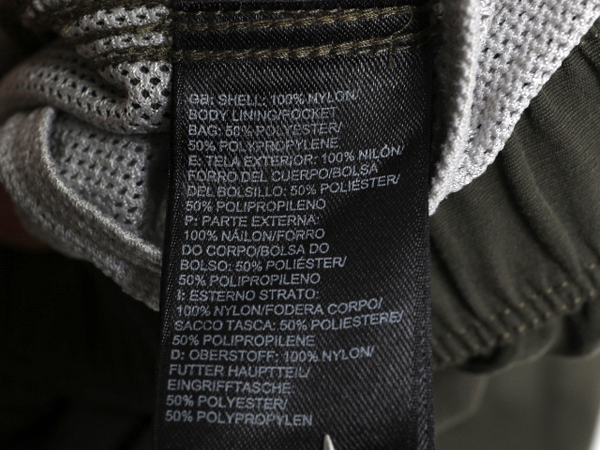 GB: SHELL: 100% NYLON/
BODY LINING/POCKET
BAG: 50% POLYESTER/
50% POLYPROPYLENE
E: TELA EXTERIOR: 100% NILÓN/
FORRO DEL CUERPO/BOLSA
DEL BOLSILLO: 50% POLIÉSTER/
50% POLIPROPILENO
P: PARTE EXTERNA:
100% NÁILON/FORRO
DO CORPO/BOLSA DO
BOLSO: 50% POLIÉSTER/
50% POLIPROPILENO
I: ESTERNO STRATO:
100% NYLON/FODERA CORPO/
SACCO TASCA: 50% POLIESTERE/
50% POLIPROPILENE
D: OBERSTOFF: 100% NYLON/
FUTTER HAUPTTEIL/
EINGRIFFTASCHE:
50% POLYESTER/
50% POLYPROPYLEN